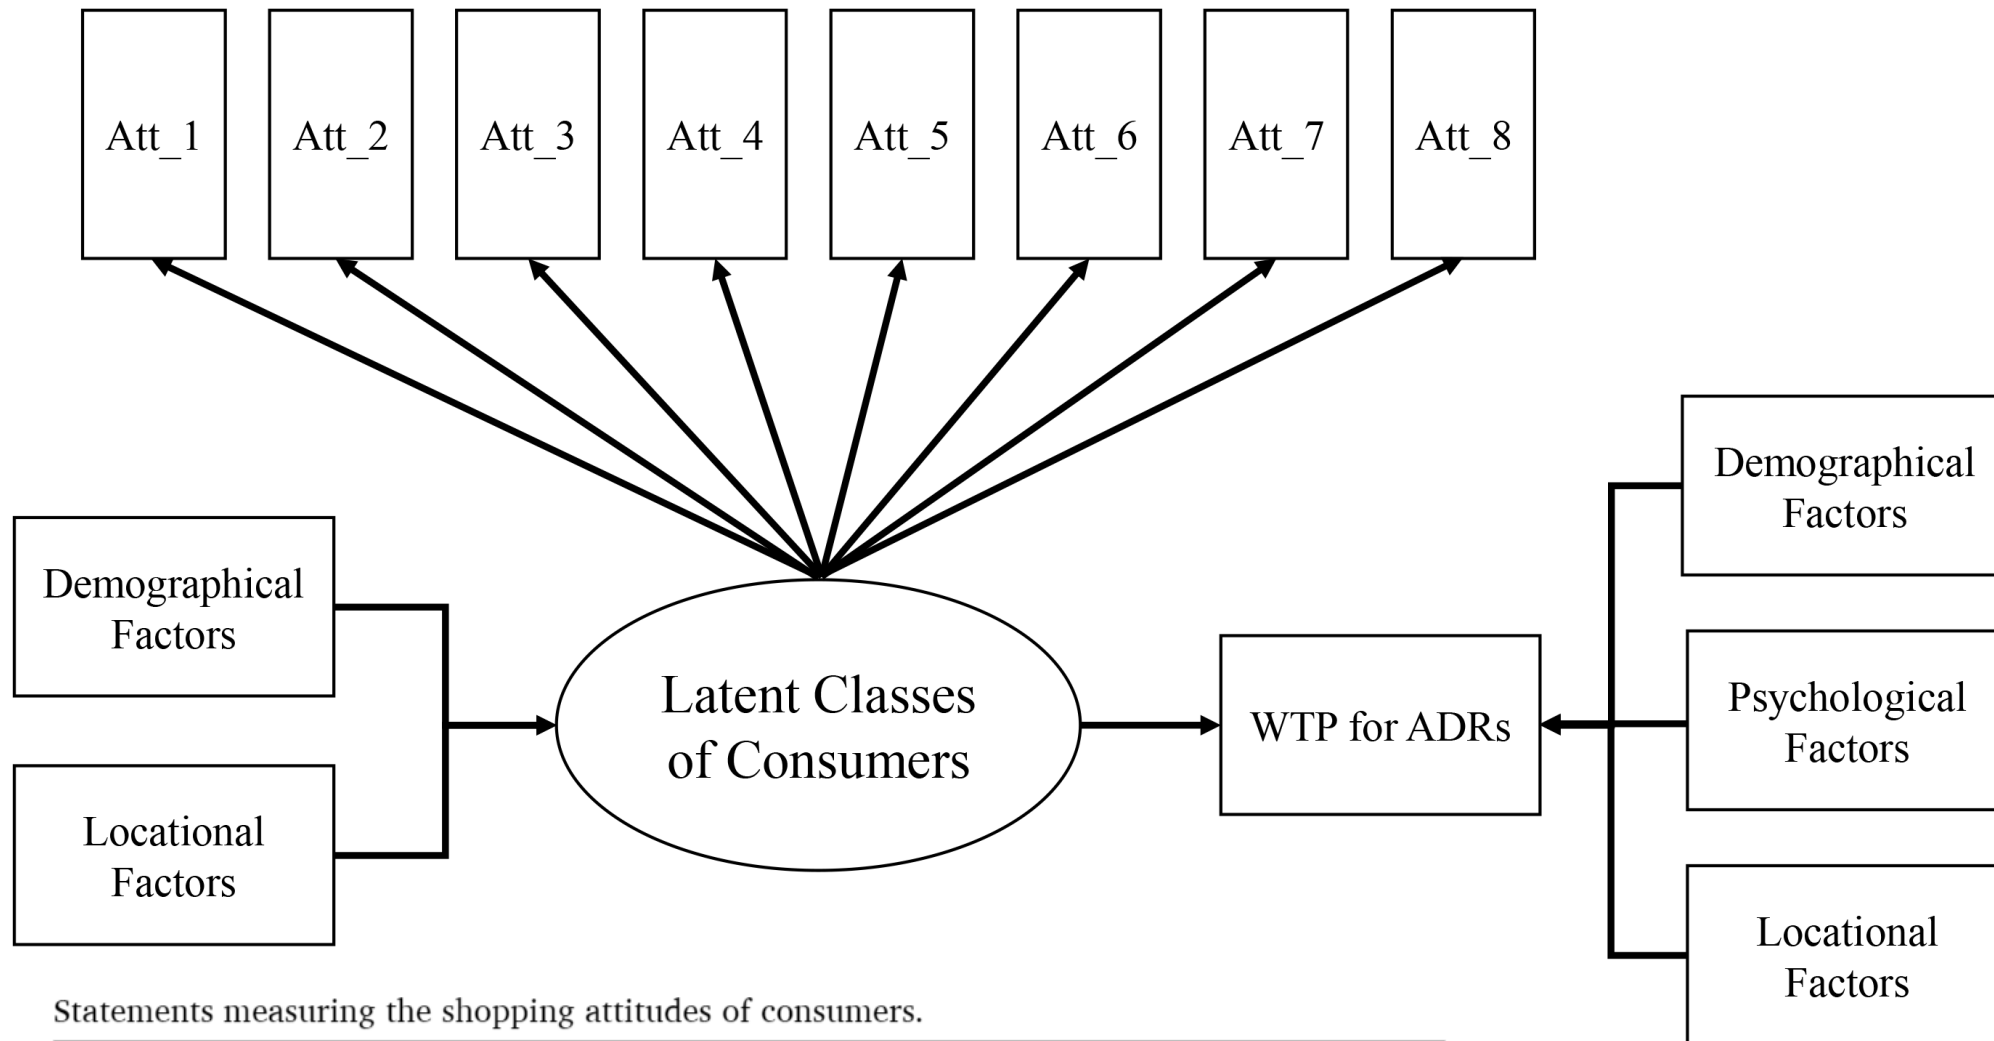 Att_1
Att_2
Att_3
Att_4
Att_5
Att_6
Att_7
Att_8
Demographical
Factors
Demographical
Factors
Latent Classes
of Consumers
WTP for ADRs
Psychological
Factors
Locational
Factors
Locational
Factors
Statements measuring the shopping attitudes of consumers.